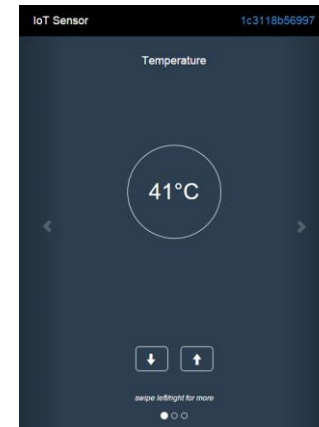 IoT Sensor 1c3118b56997
Temperature
41°C
swipe left/right for more